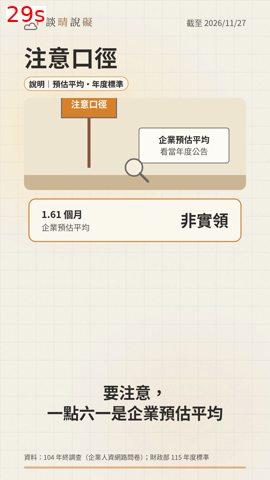 29s
談晴說礙
截至 2026/11/27
注意口徑
說明｜預估平均・年度標準
注意口徑
企業預估平均
看當年度公告
1.61 個月
企業預估平均
非實領
要注意，
一點六一是企業預估平均
資料：104 年終調查（企業人資網路問卷）；財政部 115 年度標準